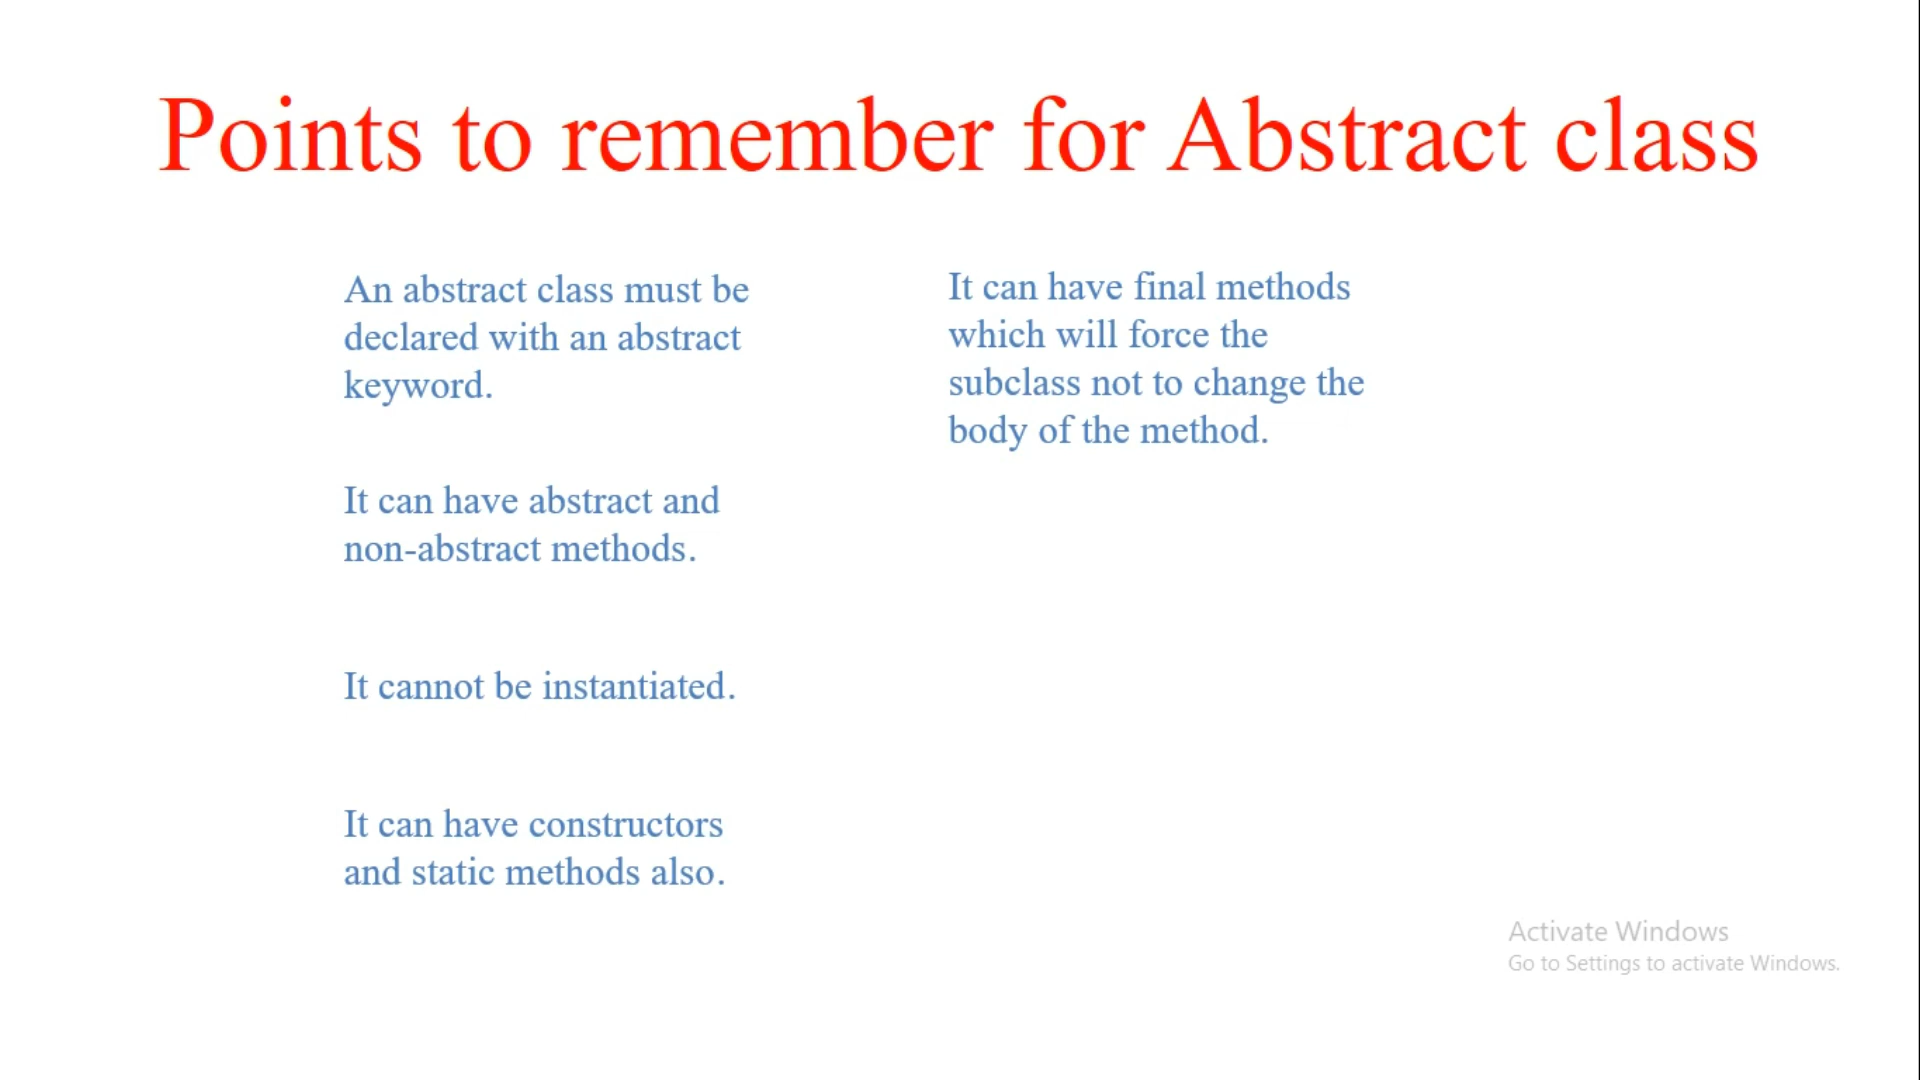 Points to remember for Abstract class
An abstract class must be
declared with an abstract
keyword.
It can have abstract and
non-abstract methods.
It cannot be instantiated.
It can have constructors
and static methods also.
It can have final methods
which will force the
subclass not to change the
body of the method.
Activate Windows
Go to Settings to activate Windows.